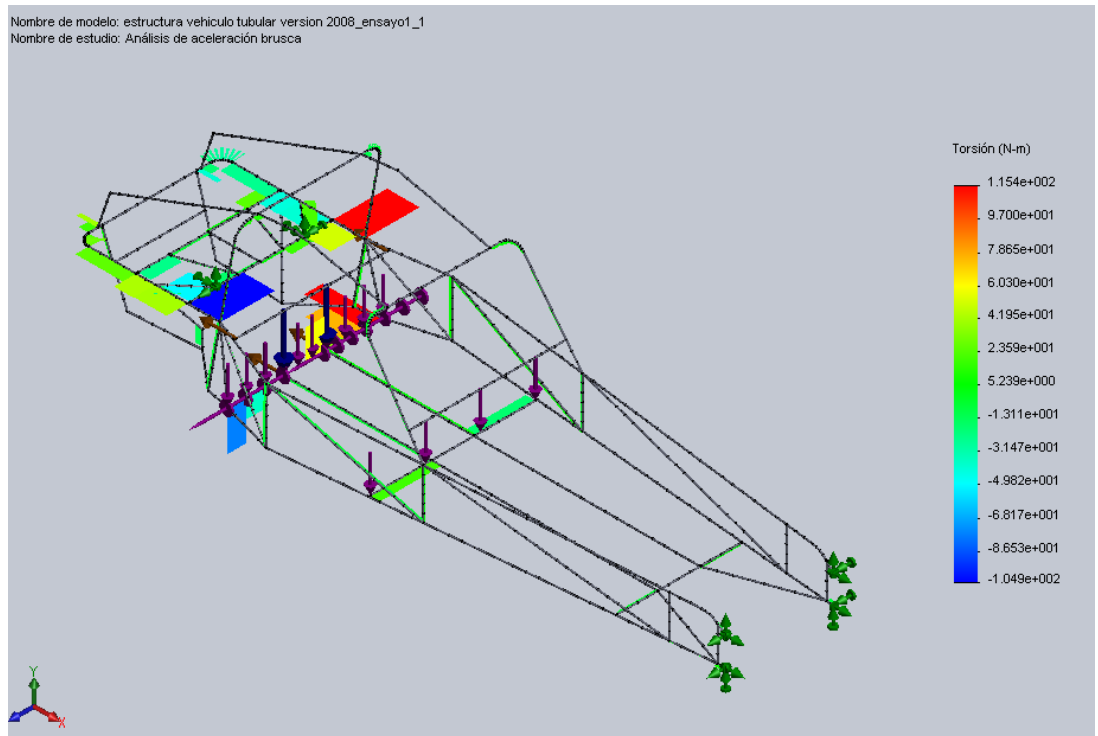 Nombre de modelo: estructura vehiculo tubular version 2008_ensayo1_1
Nombre de estudio: Análisis de aceleración brusca
Torsión (N-m)
1.154e+002
9.700e+001
7.865e+001
6.030e+001
4.195e+001
2.359e+001
5.239e+000
-1.311e+001
-3.147e+001
-4.982e+001
-6.817e+001
-8.653e+001
-1.049e+002
Y
X